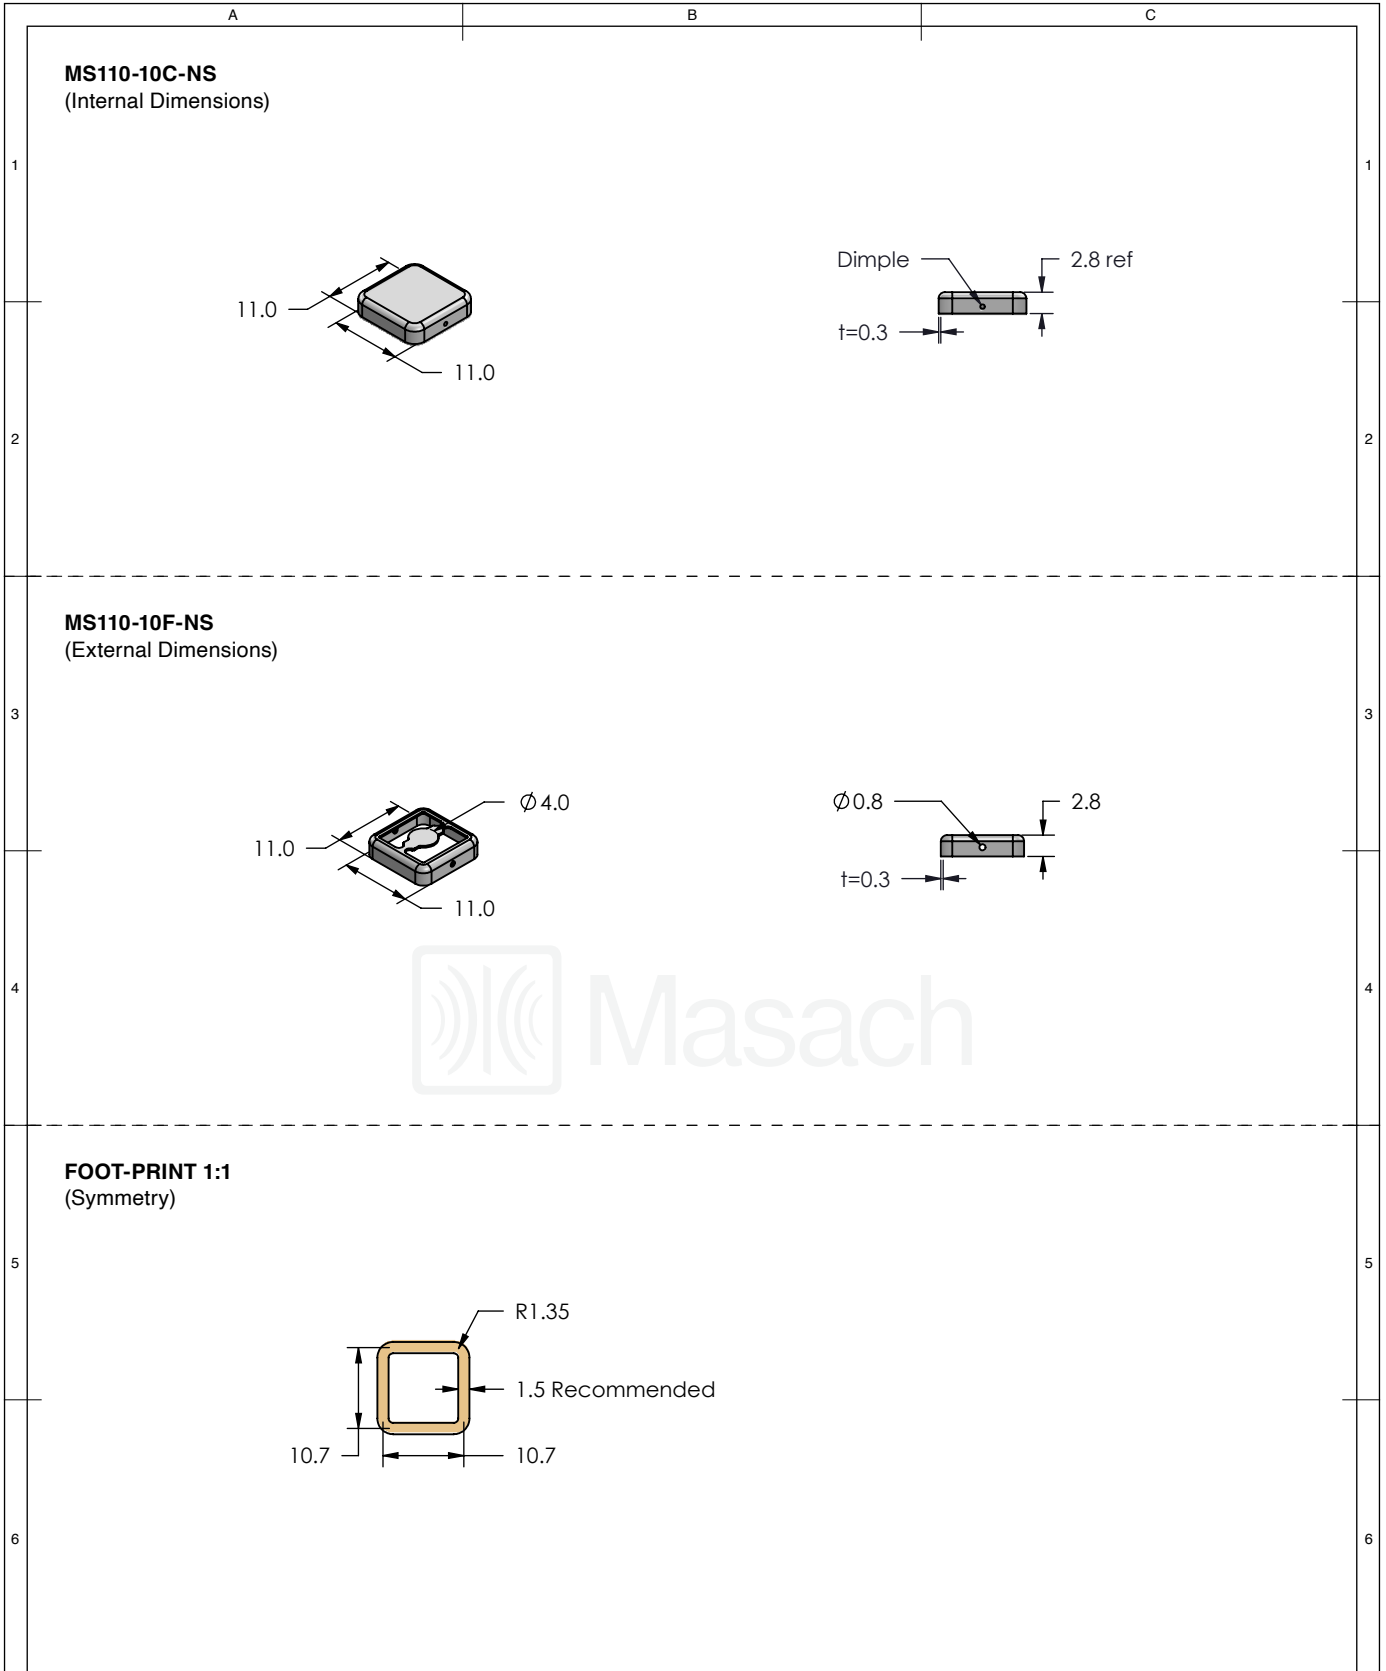 A B C
MS110-10C-NS
(Internal Dimensions)
1 1
Dimple 2.8 ref
11.0
t=0.3
11.0
2 2
MS110-10F-NS
(External Dimensions)
3 3
Ø4.0 Ø0.8 2.8
11.0
t=0.3
11.0
Masach
4 4
FOOT-PRINT 1:1
(Symmetry)
5 5
R1.35
1.5 Recommended
10.7 10.7
6 6